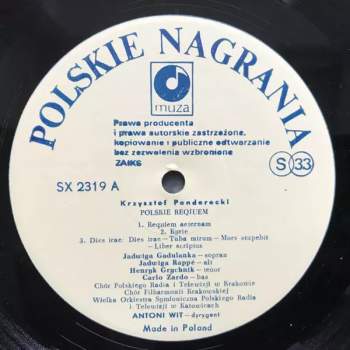 POLSKIE NAGRANIA
muza
Prawa producenta
i prawa autorskie zastrzeżone,
kopiowanie i publiczne odtwarzanie
bez zezwolenia wzbronione
ZAIKS
S 33
SX 2319 A
Krzysztof Penderecki
POLSKIE REQUIEM
1. Requiem aeternam
2. Kyrie
3. Dies irae: Dies irae — Tuba mirum — Mors stupebit
— Liber scriptus
Jadwiga Gadulanka — sopran
Jadwiga Rappé — alt
Henryk Grychnik — tenor
Carlo Zardo — bas
Chór Polskiego Radia i Telewizji w Krakowie
Chór Filharmonii Krakowskiej
Wielka Orkiestra Symfoniczna Polskiego Radia
i Telewizji w Katowicach
ANTONI WIT — dyrygent
Made in Poland